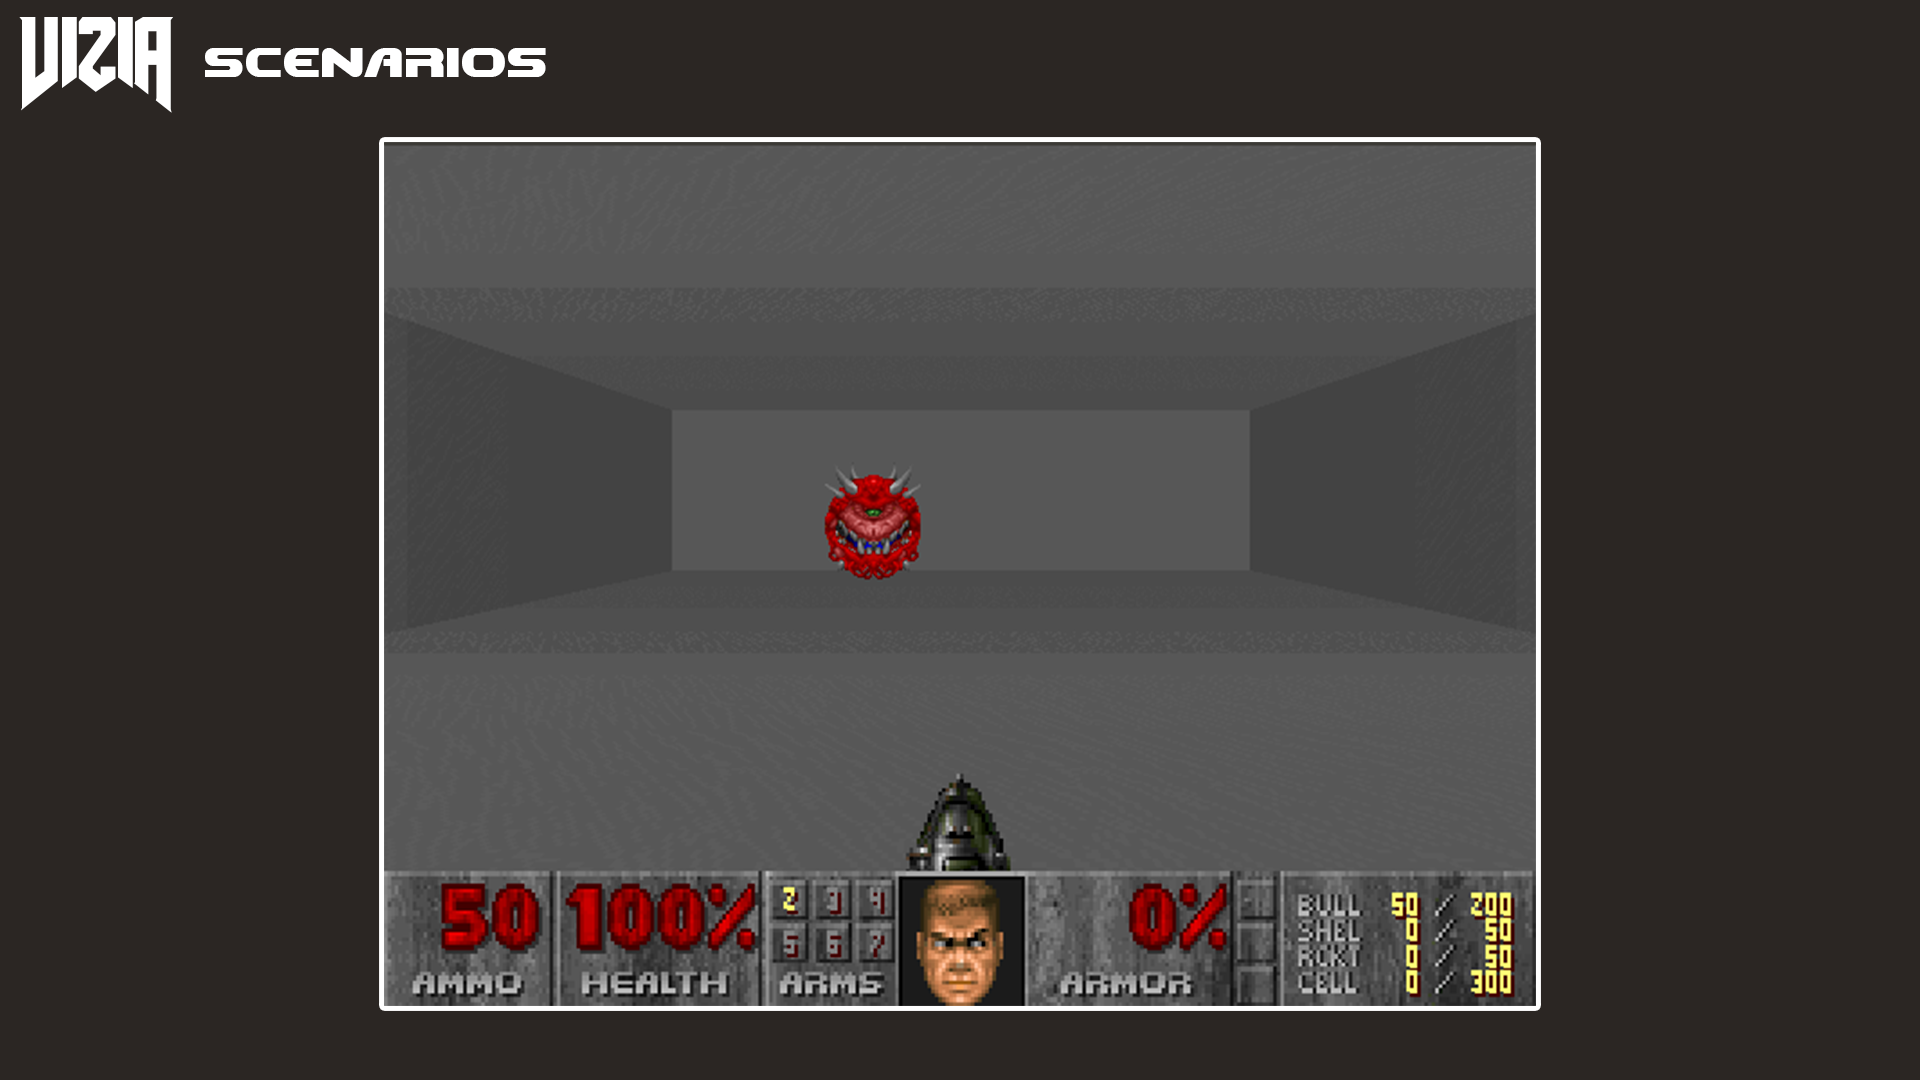 VIZIA SCENARIOS
50 100% 2 3 4 0% BULL 50 / 200
5 6 7 SHEL 0 / 50
RCKT 0 / 50
AMMO HEALTH ARMS ARMOR CELL 0 / 300